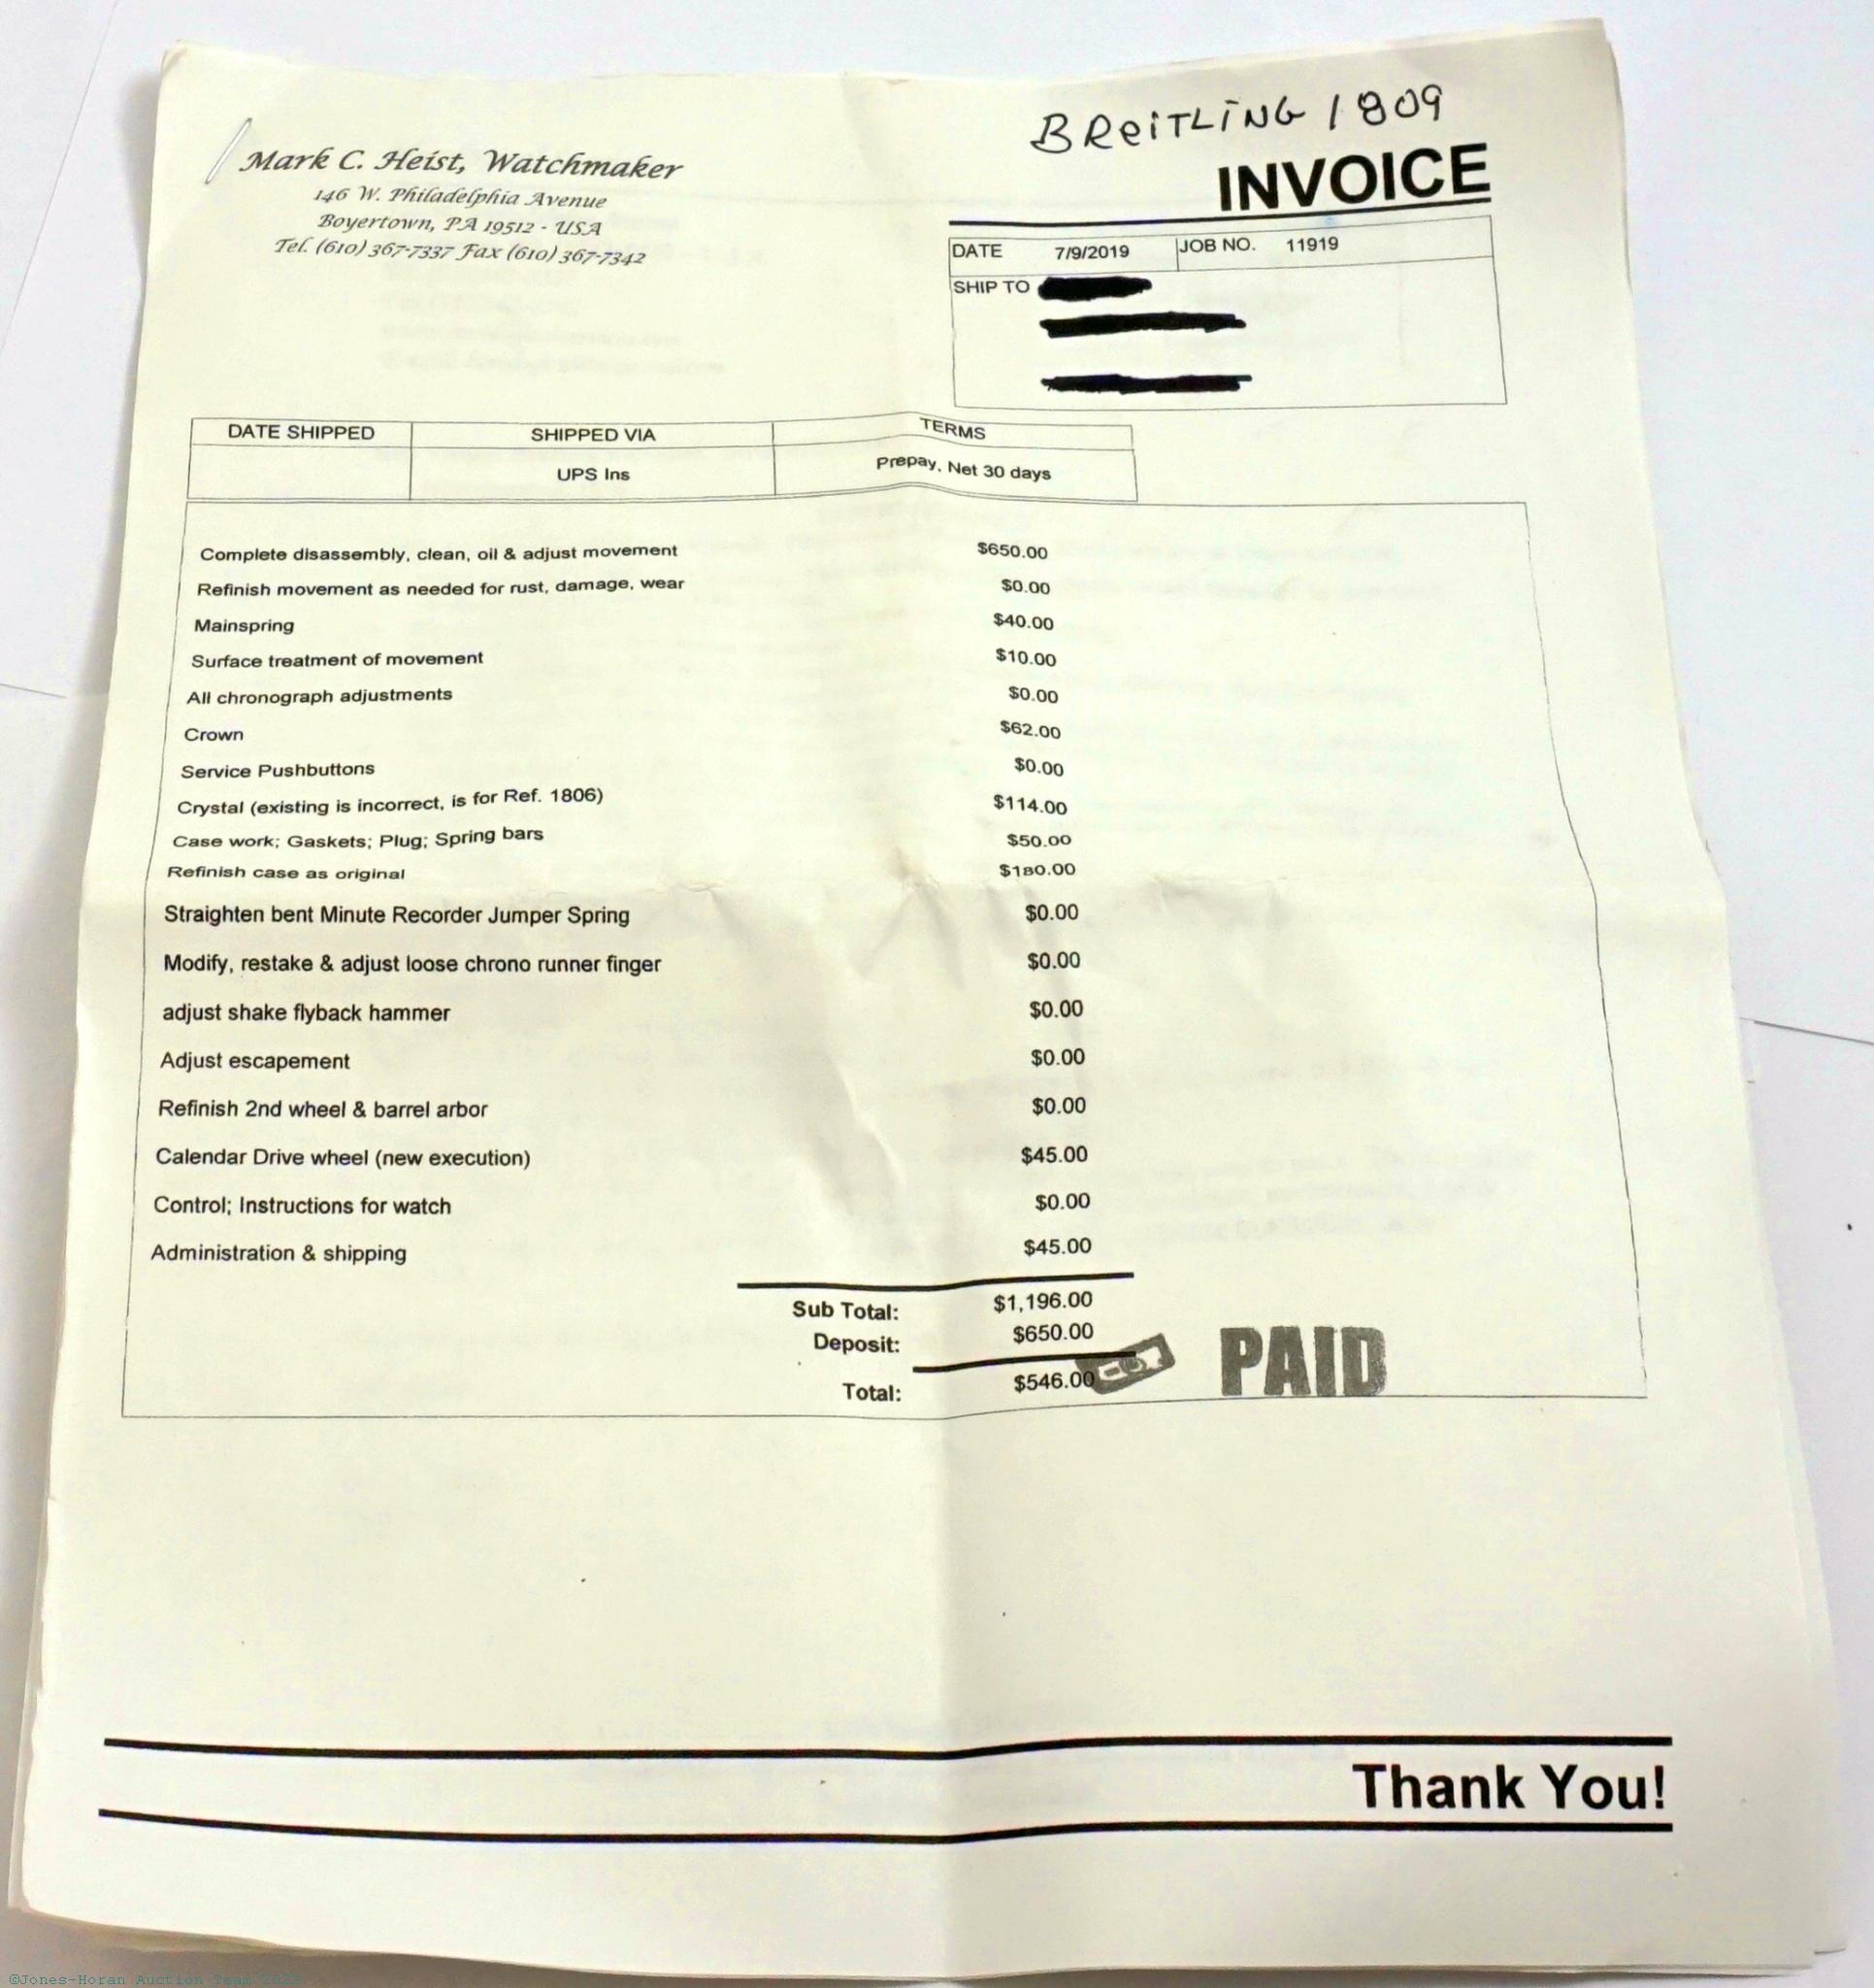 BREITLING 1809
Mark C. Heist, Watchmaker
146 W. Philadelphia Avenue
Boyertown, PA 19512 - USA
Tel. (610) 367-7337 Fax (610) 367-7342
INVOICE
DATE 7/9/2019 JOB NO. 11919
SHIP TO
DATE SHIPPED SHIPPED VIA TERMS
UPS Ins Prepay, Net 30 days
Complete disassembly, clean, oil & adjust movement $650.00
Refinish movement as needed for rust, damage, wear $0.00
Mainspring $40.00
Surface treatment of movement $10.00
All chronograph adjustments $0.00
Crown $62.00
Service Pushbuttons $0.00
Crystal (existing is incorrect, is for Ref. 1806) $114.00
Case work; Gaskets; Plug; Spring bars $50.00
Refinish case as original $180.00
Straighten bent Minute Recorder Jumper Spring $0.00
Modify, restake & adjust loose chrono runner finger $0.00
adjust shake flyback hammer $0.00
Adjust escapement $0.00
Refinish 2nd wheel & barrel arbor $0.00
Calendar Drive wheel (new execution) $45.00
Control; Instructions for watch $0.00
Administration & shipping $45.00
Sub Total: $1,196.00
Deposit: $650.00
Total: $546.00
PAID
Thank You!
©Jones-Horan Auction Team